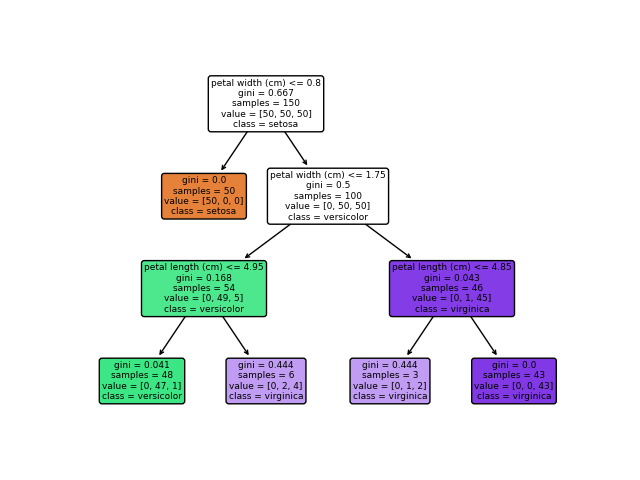 petal width (cm) <= 0.8
gini = 0.667
samples = 150
value = [50, 50, 50]
class = setosa
gini = 0.0
samples = 50
value = [50, 0, 0]
class = setosa
petal width (cm) <= 1.75
gini = 0.5
samples = 100
value = [0, 50, 50]
class = versicolor
petal length (cm) <= 4.95
gini = 0.168
samples = 54
value = [0, 49, 5]
class = versicolor
petal length (cm) <= 4.85
gini = 0.043
samples = 46
value = [0, 1, 45]
class = virginica
gini = 0.041
samples = 48
value = [0, 47, 1]
class = versicolor
gini = 0.444
samples = 6
value = [0, 2, 4]
class = virginica
gini = 0.444
samples = 3
value = [0, 1, 2]
class = virginica
gini = 0.0
samples = 43
value = [0, 0, 43]
class = virginica